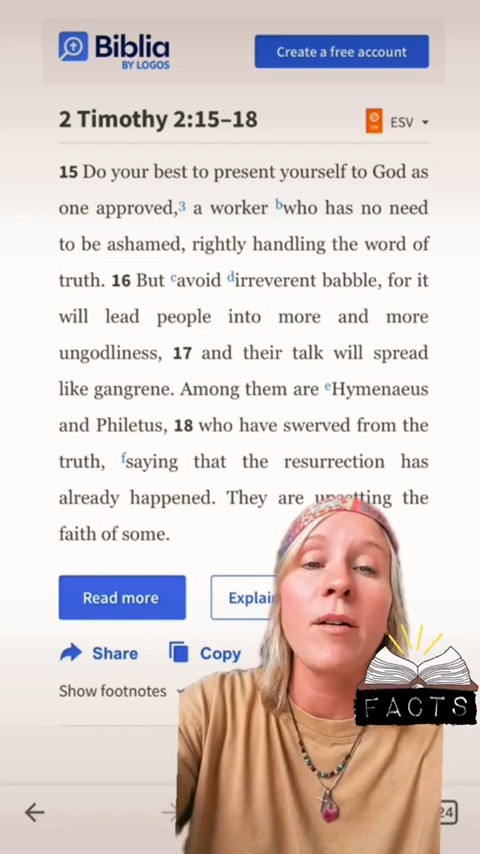 Biblia
BY LOGOS
Create a free account
2 Timothy 2:15–18
ESV
15 Do your best to present yourself to God as
one approved,3 a worker bwho has no need
to be ashamed, rightly handling the word of
truth. 16 But cavoid dirreverent babble, for it
will lead people into more and more
ungodliness, 17 and their talk will spread
like gangrene. Among them are eHymenaeus
and Philetus, 18 who have swerved from the
truth, fsaying that the resurrection has
already happened. They are upsetting the
faith of some.
Read more
Share
Copy
Show footnotes
FACTS
24